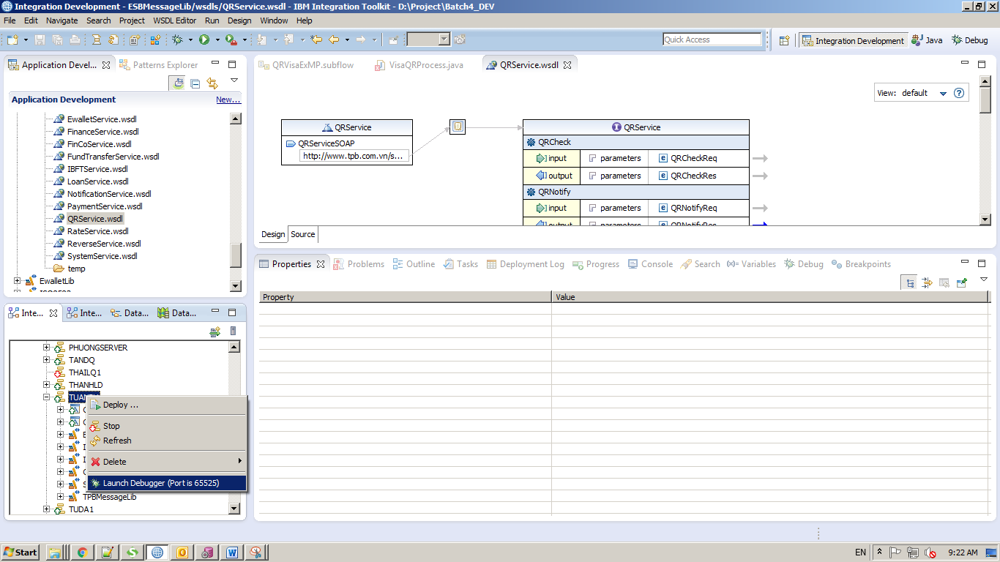 Integration Development - ESBMessageLib/wsdls/QRService.wsdl - IBM Integration Toolkit - D:\Project\Batch4_DEV
File Edit Navigate Search Project WSDL Editor Run Design Window Help
Quick Access
Integration Development Java Debug
Application Devel... Patterns Explorer
Application Development New...
EwalletService.wsdl
FinanceService.wsdl
FinCoService.wsdl
FundTransferService.wsdl
IBFTService.wsdl
LoanService.wsdl
NotificationService.wsdl
PaymentService.wsdl
QRService.wsdl
RateService.wsdl
ReverseService.wsdl
SystemService.wsdl
temp
EwalletLib
Inte... Inte... Data... Data...
PHUONGSERVER
TANDQ
THAILQ1
THANHLD
Deploy ...
Stop
Refresh
Delete
Launch Debugger (Port is 65525)
TPBMessageLib
TUDA1
QRVisaExMP.subflow VisaQRProcess.java QRService.wsdl
View: default
QRService
QRServiceSOAP
http://www.tpb.com.vn/s...
QRService
QRCheck
input parameters QRCheckReq
output parameters QRCheckRes
QRNotify
input parameters QRNotifyReq
output parameters QRNotifyRes
Design Source
Properties Problems Outline Tasks Deployment Log Progress Console Search Variables Debug Breakpoints
Property Value
Start EN 9:22 AM